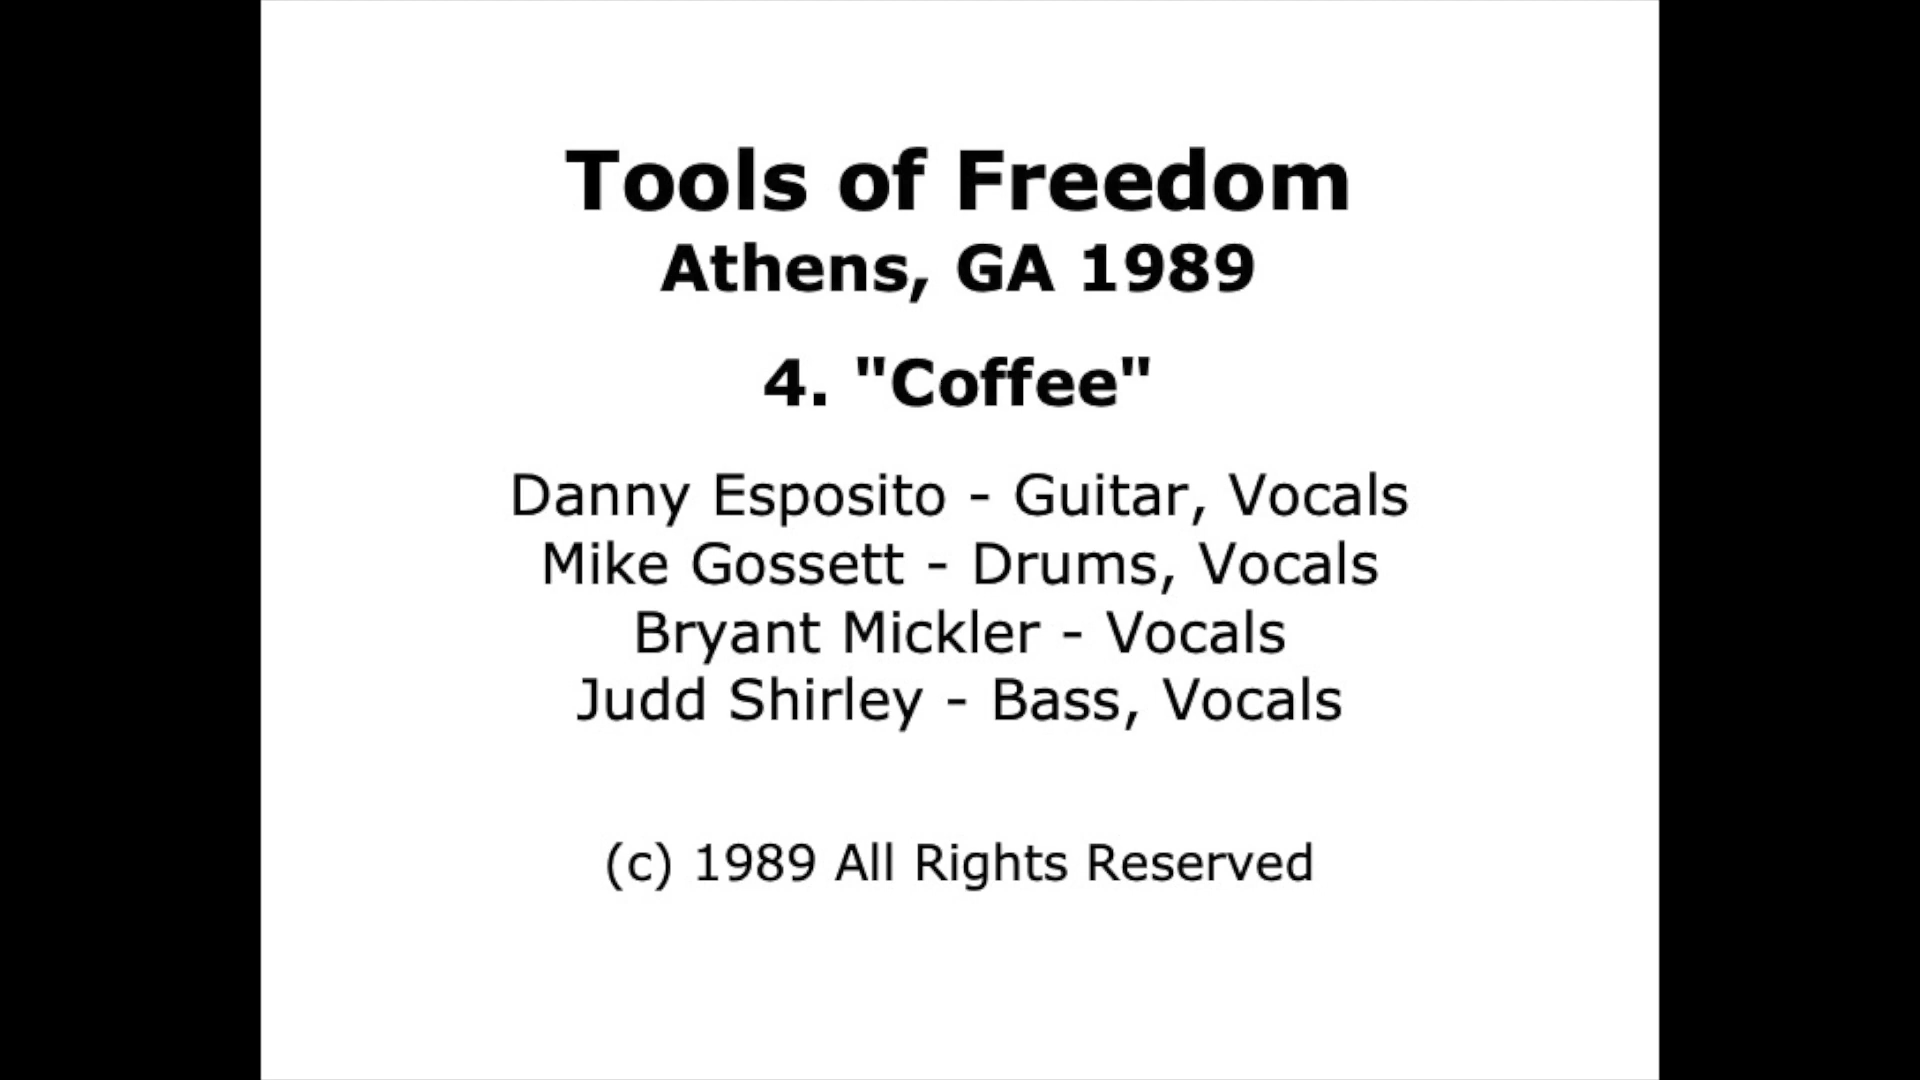 Tools of Freedom
Athens, GA 1989
4. "Coffee"
Danny Esposito - Guitar, Vocals
Mike Gossett - Drums, Vocals
Bryant Mickler - Vocals
Judd Shirley - Bass, Vocals
(c) 1989 All Rights Reserved